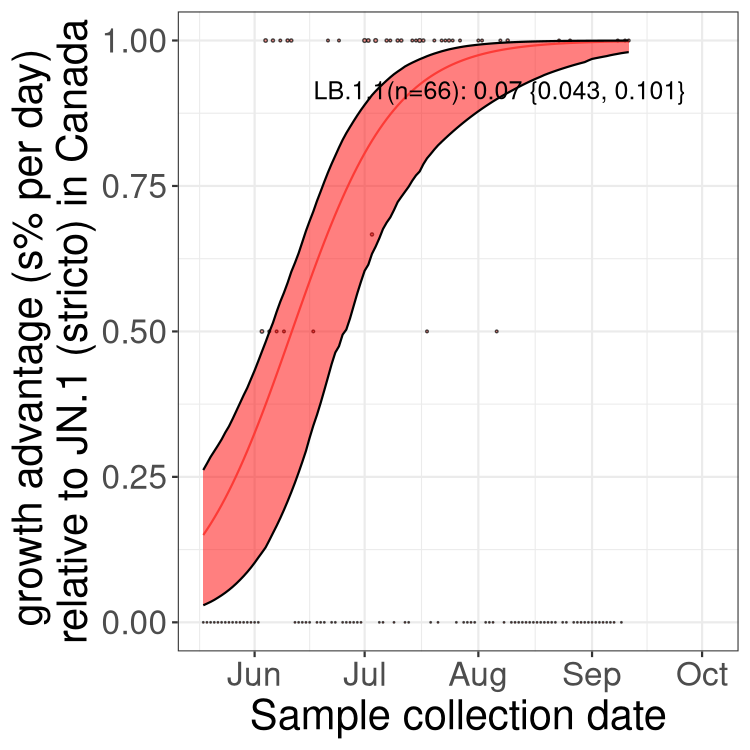 growth advantage (s% per day)
relative to JN.1 (stricto) in Canada
1.00
0.75
0.50
0.25
0.00
LB.1.1(n=66): 0.07 {0.043, 0.101}
Jun
Jul
Aug
Sep
Oct
Sample collection date